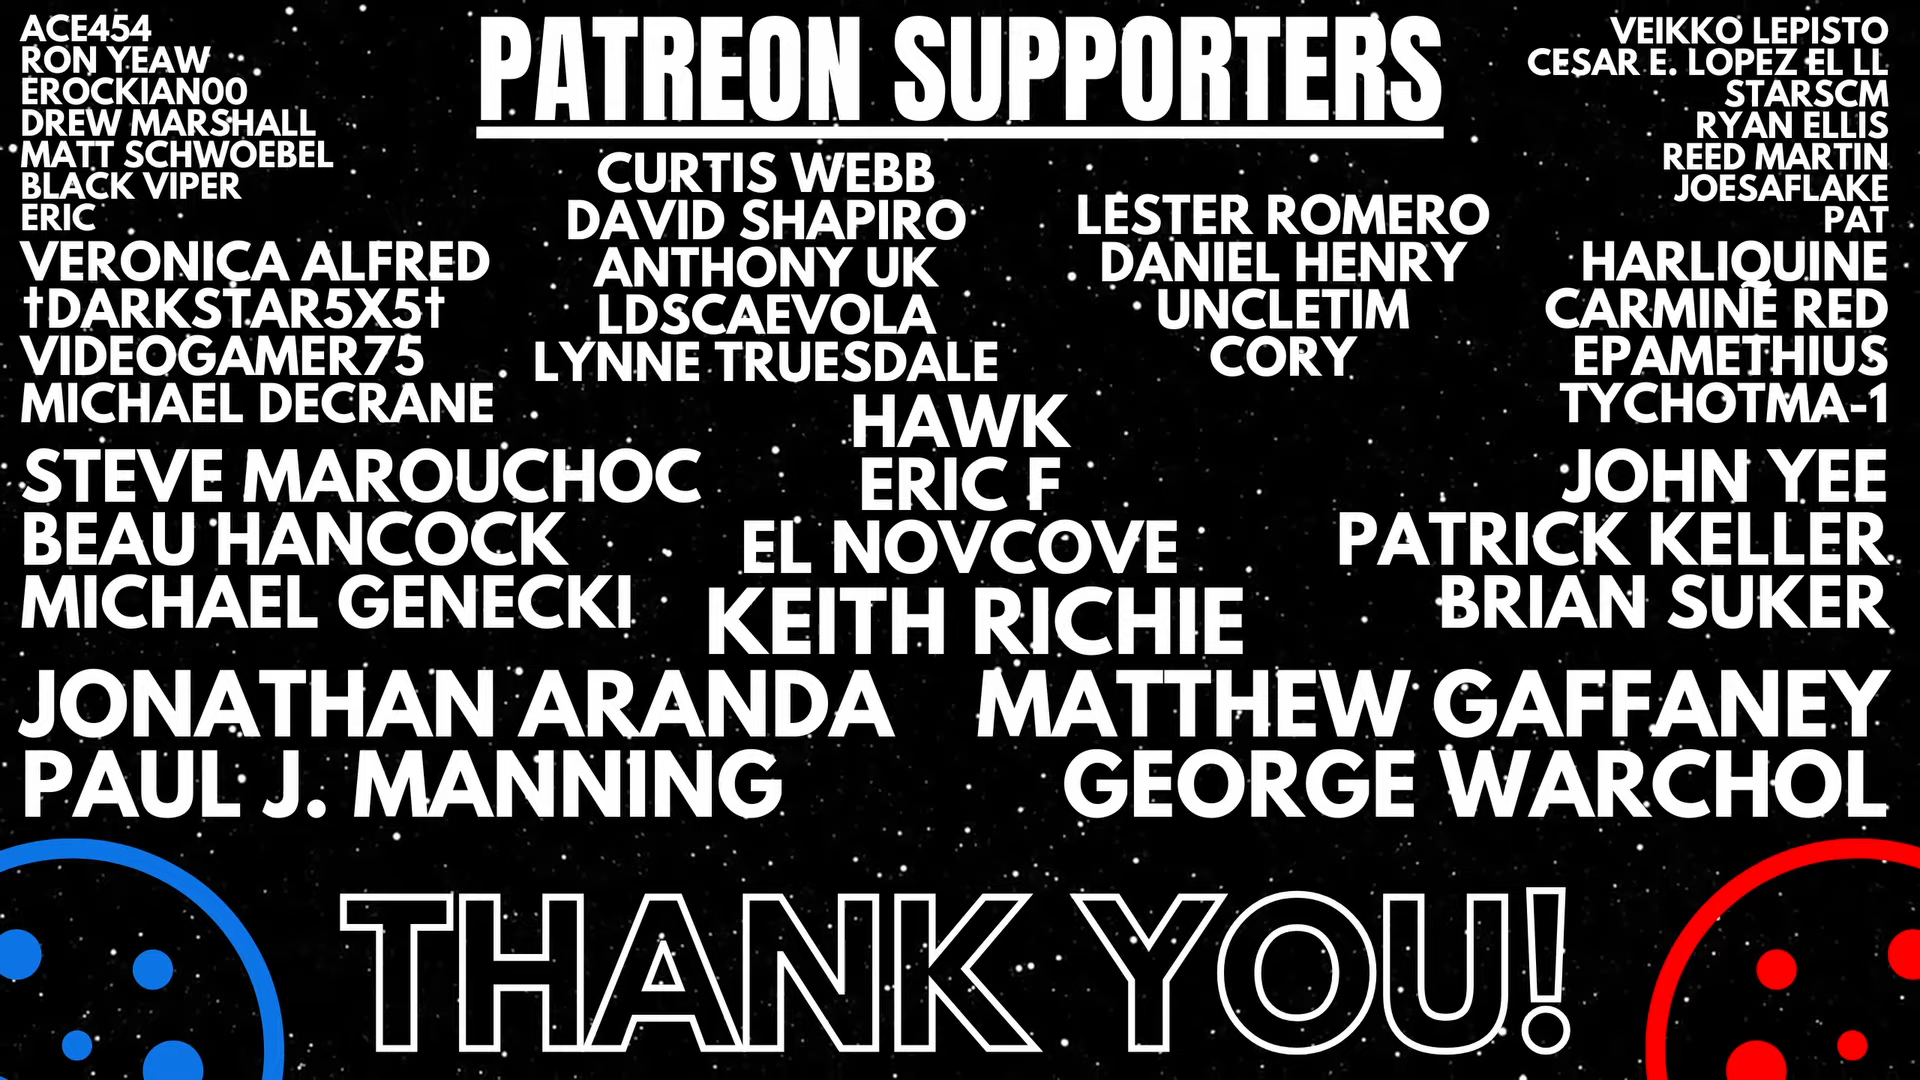 PATREON SUPPORTERS
ACE454
RON YEAW
EROCKIAN00
DREW MARSHALL
MATT SCHWOEBEL
BLACK VIPER
ERIC
VERONICA ALFRED
†DARKSTAR5X5†
VIDEOGAMER75
MICHAEL DECRANE
STEVE MAROUCHOC
BEAU HANCOCK
MICHAEL GENECKI
CURTIS WEBB
DAVID SHAPIRO
ANTHONY UK
LDSCAEVOLA
LYNNE TRUESDALE
LESTER ROMERO
DANIEL HENRY
UNCLETIM
CORY
HAWK
ERIC F
EL NOVCOVE
KEITH RICHIE
VEIKKO LEPISTO
CESAR E. LOPEZ EL LL
STARSCM
RYAN ELLIS
REED MARTIN
JOESAFLAKE
PAT
HARLIQUINE
CARMINE RED
EPAMETHIUS
TYCHOTMA-1
JOHN YEE
PATRICK KELLER
BRIAN SUKER
JONATHAN ARANDA
PAUL J. MANNING
MATTHEW GAFFANEY
GEORGE WARCHOL
THANK YOU!